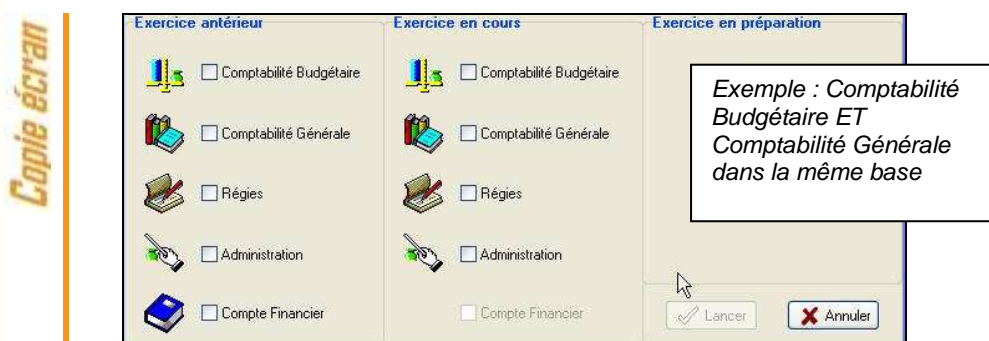 Copie écran
Exercice antérieur
Comptabilité Budgétaire
Comptabilité Générale
Régies
Administration
Compte Financier
Exercice en cours
Comptabilité Budgétaire
Comptabilité Générale
Régies
Administration
Compte Financier
Exercice en préparation
Exemple : Comptabilité
Budgétaire ET
Comptabilité Générale
dans la même base
Lancer
Annuler